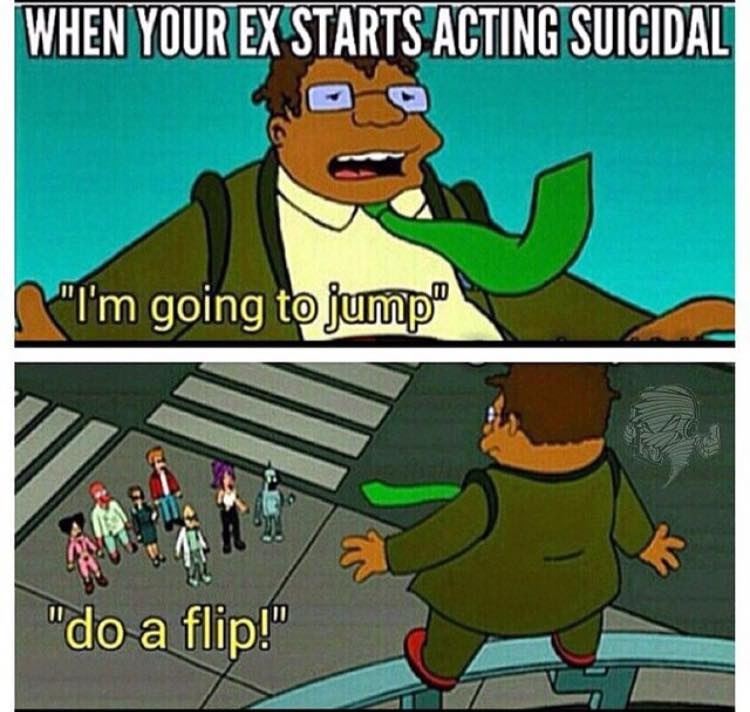 WHEN YOUR EX STARTS ACTING SUICIDAL
"I'm going to jump"
"do a flip!"